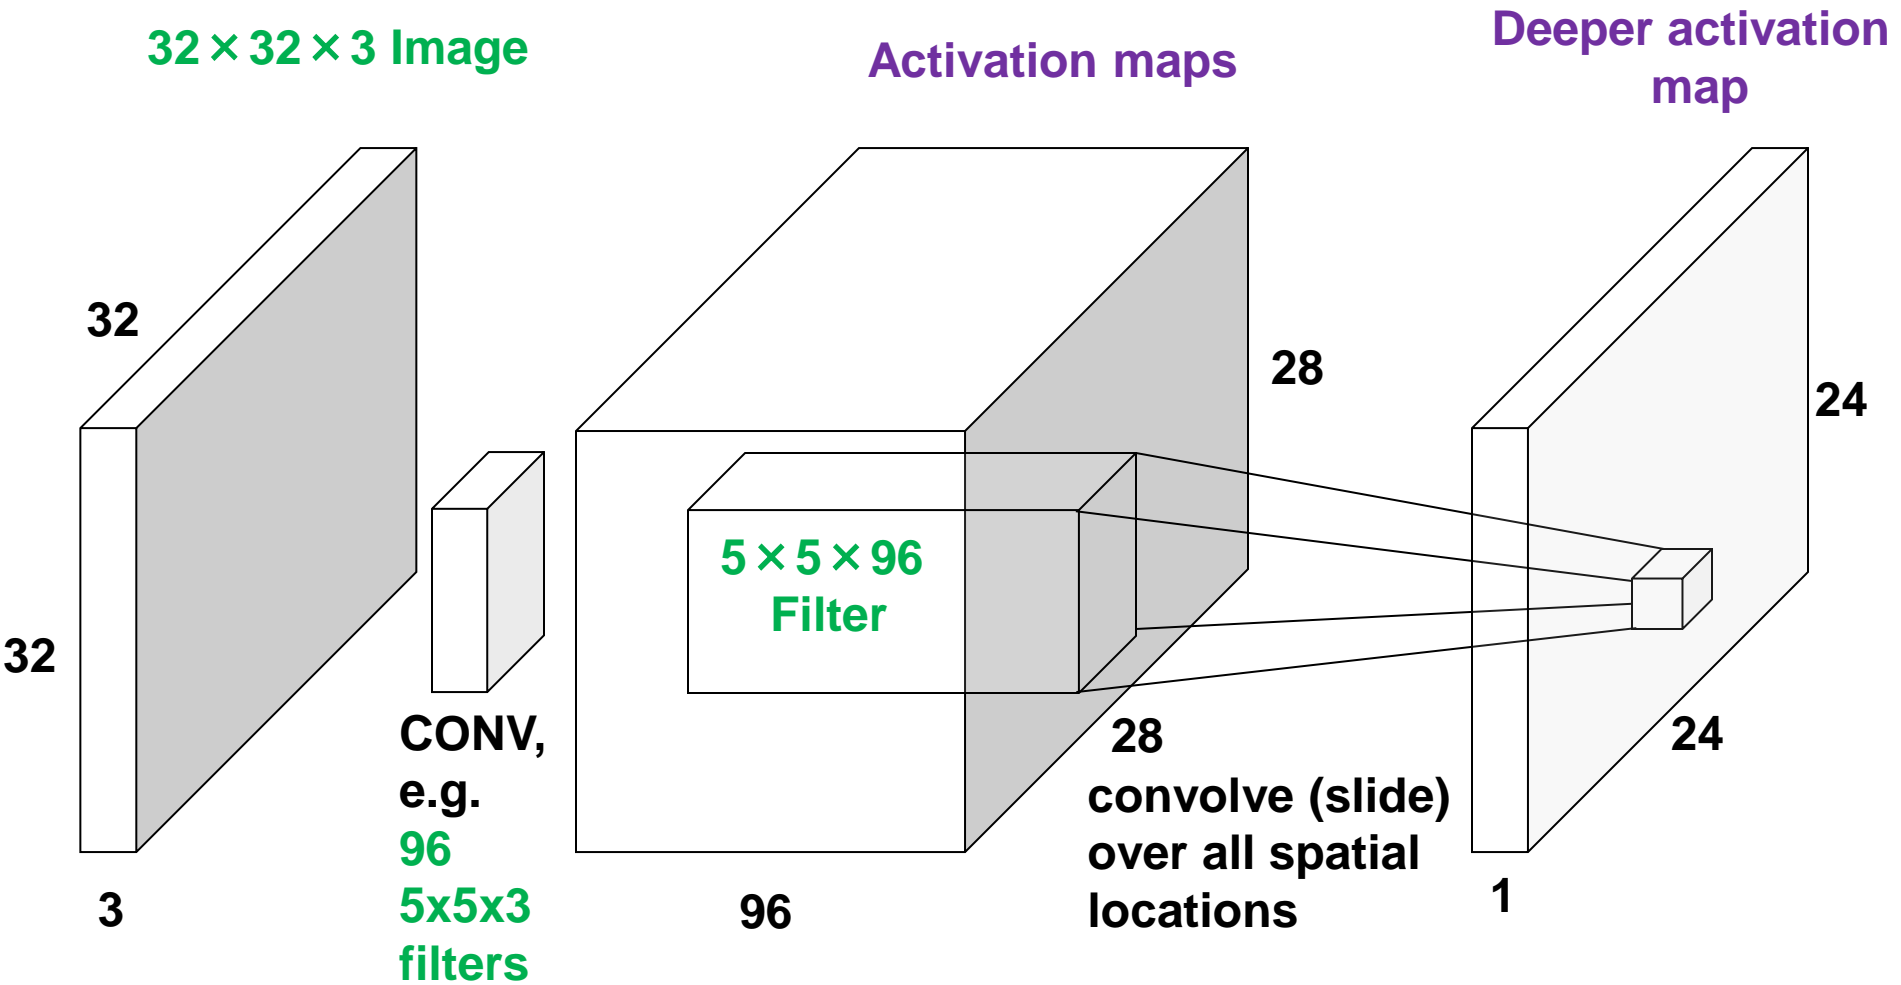 32×32×3 Image
Activation maps
Deeper activation
map
32
32
3
CONV,
e.g.
96
5x5x3
filters
5×5×96
Filter
28
28
96
convolve (slide)
over all spatial
locations
24
24
1